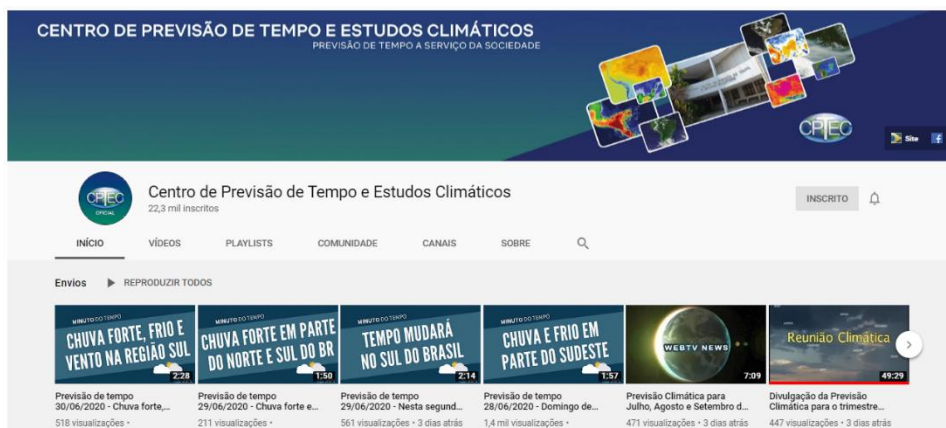 CENTRO DE PREVISÃO DE TEMPO E ESTUDOS CLIMÁTICOS
PREVISÃO DE TEMPO A SERVIÇO DA SOCIEDADE
CPTEC
Site
CPTEC
OFICIAL
Centro de Previsão de Tempo e Estudos Climáticos
22,3 mil inscritos
INSCRITO
INÍCIO VÍDEOS PLAYLISTS COMUNIDADE CANAIS SOBRE
Envios REPRODUZIR TODOS
MINUTO DO TEMPO
CHUVA FORTE, FRIO E
VENTO NA REGIÃO SUL
2:28
MINUTO DO TEMPO
CHUVA FORTE EM PARTE
DO NORTE E SUL DO BR
1:50
MINUTO DO TEMPO
TEMPO MUDARÁ
NO SUL DO BRASIL
2:14
MINUTO DO TEMPO
CHUVA E FRIO EM
PARTE DO SUDESTE
1:57
WEBTV NEWS
7:09
Reunião Climática
49:29
Previsão de tempo
30/06/2020 - Chuva forte,...
518 visualizações •
Previsão de tempo
29/06/2020 - Chuva forte e...
211 visualizações •
Previsão de tempo
29/06/2020 - Nesta segund...
561 visualizações • 3 dias atrás
Previsão de tempo
28/06/2020 - Domingo de...
1,4 mil visualizações •
Previsão Climática para
Julho, Agosto e Setembro d...
471 visualizações • 3 dias atrás
Divulgação da Previsão
Climática para o trimestre...
447 visualizações • 3 dias atrás